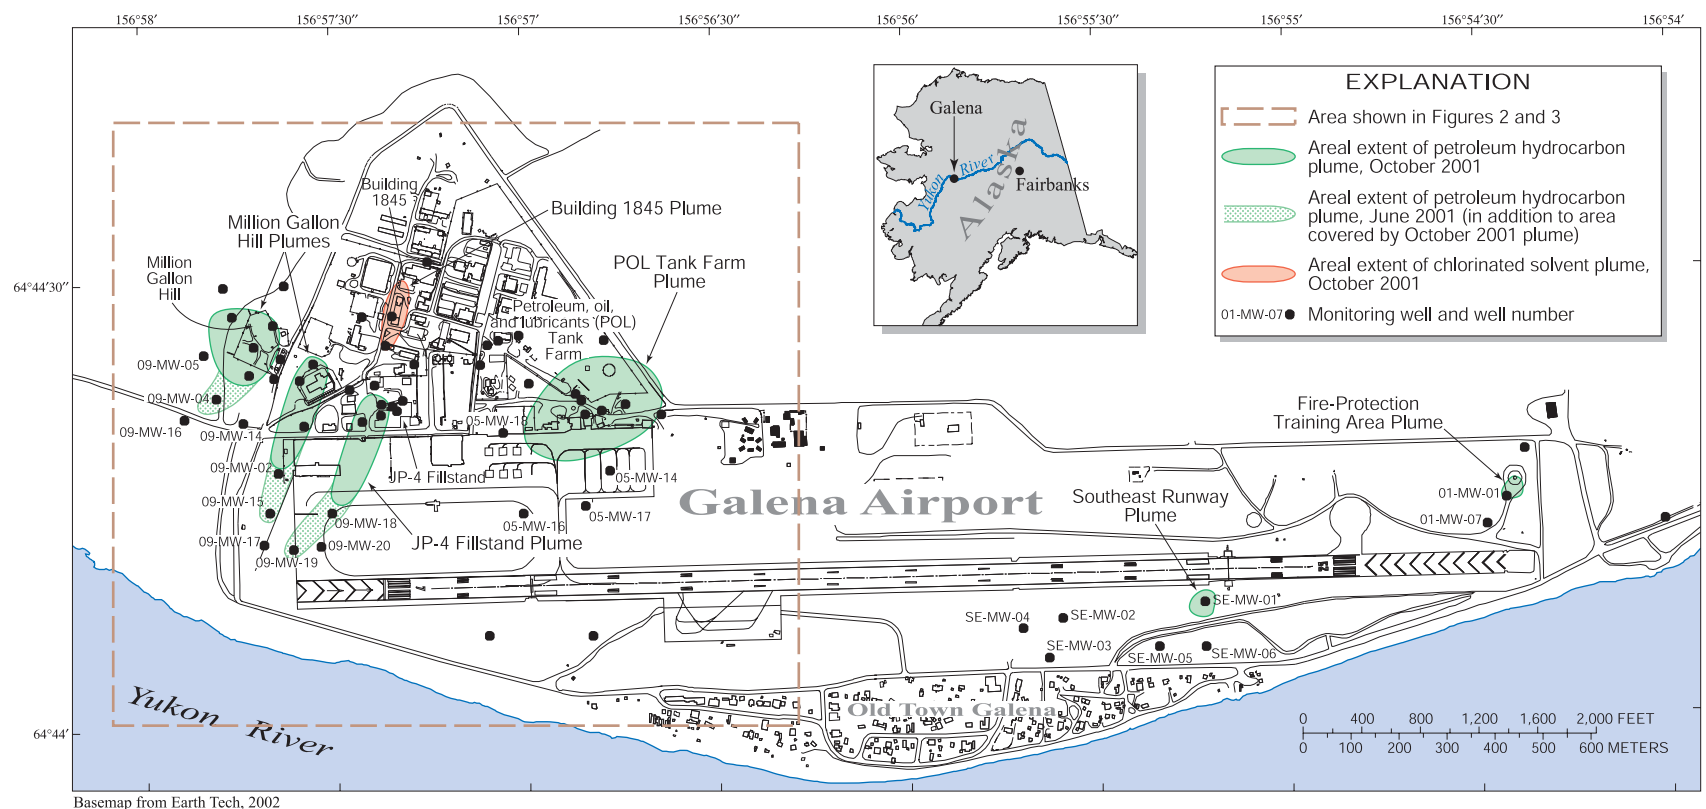 156°58′
156°57′30″
156°57′
156°56′30″
156°56′
156°55′30″
156°55′
156°54′30″
156°54′
64°44′30″
64°44′
EXPLANATION
Area shown in Figures 2 and 3
Areal extent of petroleum hydrocarbon
plume, October 2001
Areal extent of petroleum hydrocarbon
plume, June 2001 (in addition to area
covered by October 2001 plume)
Areal extent of chlorinated solvent plume,
October 2001
01-MW-07 Monitoring well and well number
Galena
Yukon River
Alaska
Fairbanks
Building
1845
Building 1845 Plume
Million Gallon
Hill Plumes
Million
Gallon
Hill
POL Tank Farm
Plume
Petroleum, oil,
and lubricants (POL)
Tank
Farm
09-MW-05
09-MW-04
09-MW-16
09-MW-14
09-MW-02
09-MW-15
09-MW-17
09-MW-19
09-MW-18
09-MW-20
JP-4 Fillstand
JP-4 Fillstand Plume
05-MW-18
05-MW-14
05-MW-16
05-MW-17
Galena Airport
Fire-Protection
Training Area Plume
01-MW-01
01-MW-07
Southeast Runway
Plume
SE-MW-01
SE-MW-02
SE-MW-04
SE-MW-03
SE-MW-05
SE-MW-06
7
25
Old Town Galena
Yukon River
0 400 800 1,200 1,600 2,000 FEET
0 100 200 300 400 500 600 METERS
Basemap from Earth Tech, 2002